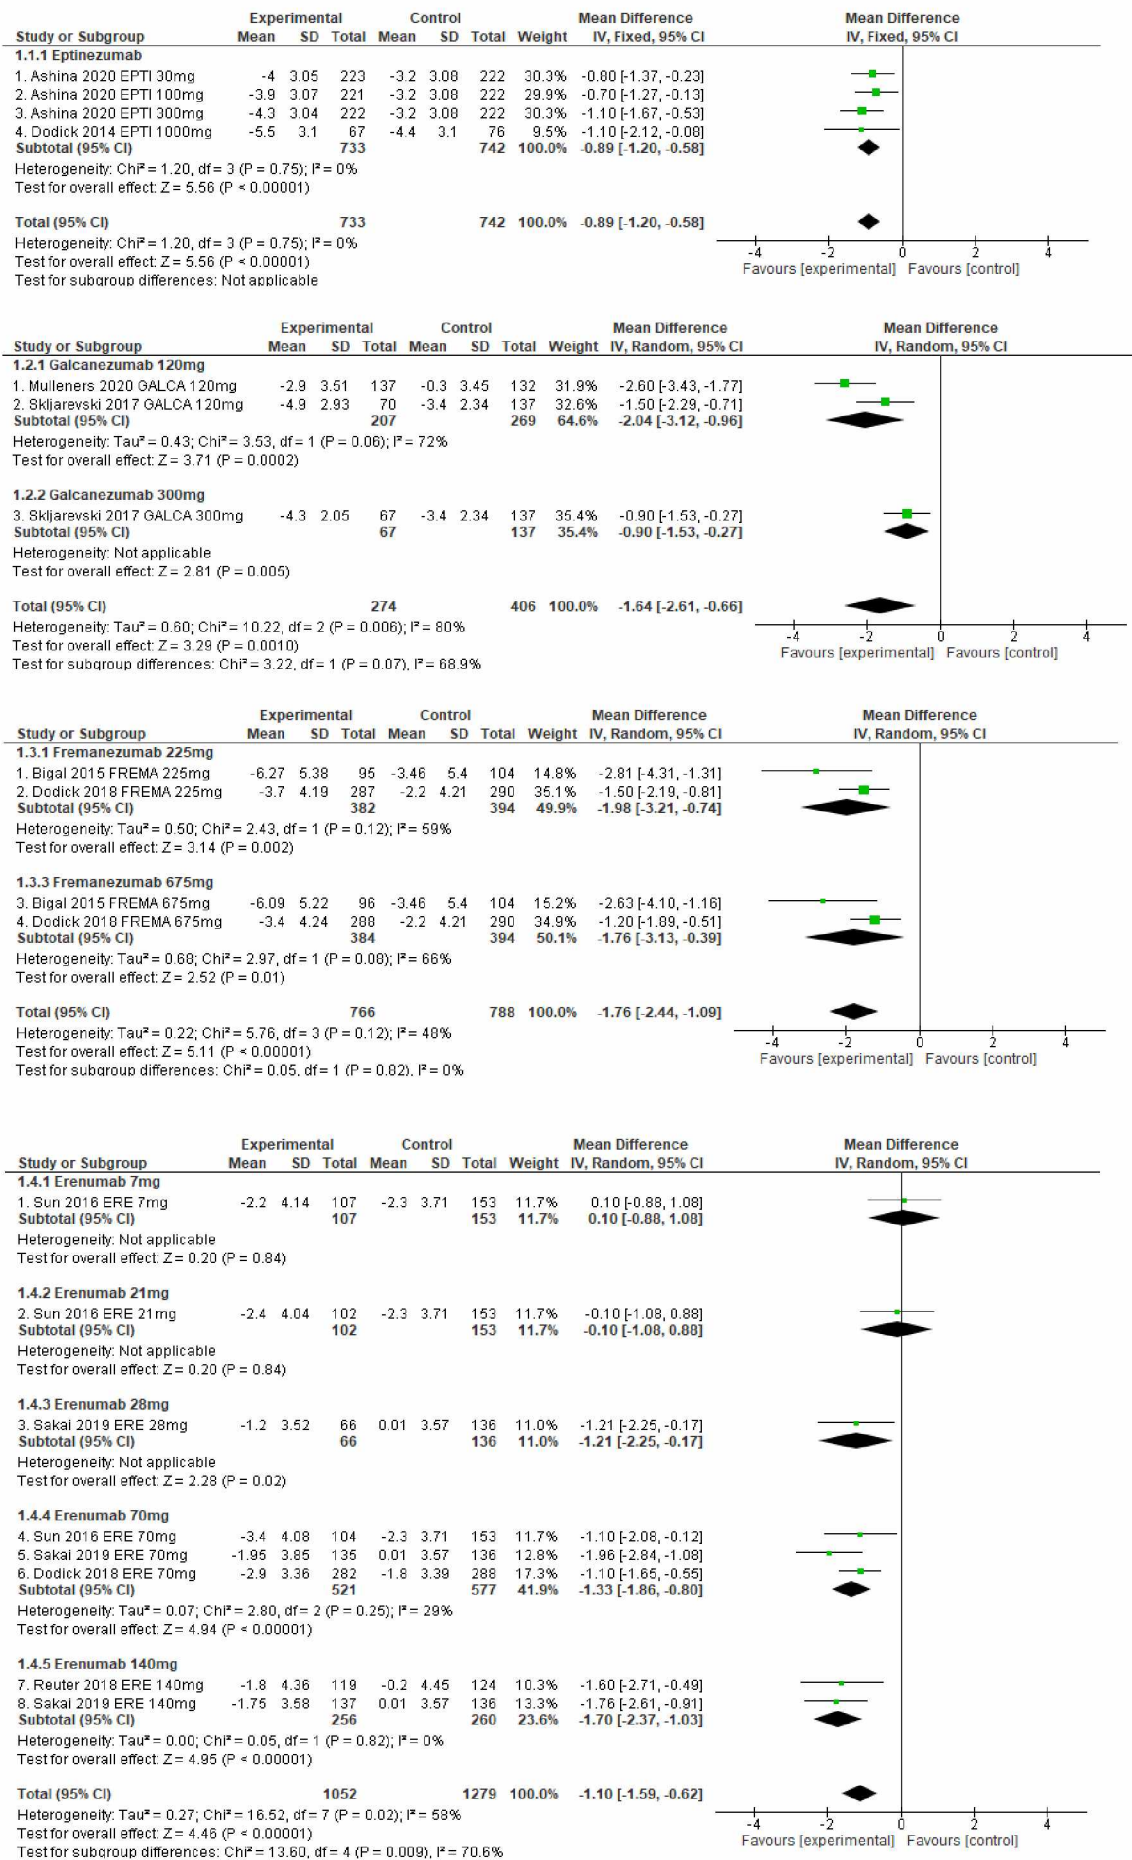 Experimental Control Mean Difference Mean Difference
Study or Subgroup Mean SD Total Mean SD Total Weight IV, Fixed, 95% CI IV, Fixed, 95% CI
1.1.1 Eptinezumab
1. Ashina 2020 EPTI 30mg -4 3.05 223 -3.2 3.08 222 30.3% -0.80 [-1.37, -0.23]
2. Ashina 2020 EPTI 100mg -3.9 3.07 221 -3.2 3.08 222 29.9% -0.70 [-1.27, -0.13]
3. Ashina 2020 EPTI 300mg -4.3 3.04 222 -3.2 3.08 222 30.3% -1.10 [-1.67, -0.53]
4. Dodick 2014 EPTI 1000mg -5.5 3.1 67 -4.4 3.1 76 9.5% -1.10 [-2.12, -0.08]
Subtotal (95% CI) 733 742 100.0% -0.89 [-1.20, -0.58]
Heterogeneity: Chi² = 1.20, df = 3 (P = 0.75); I² = 0%
Test for overall effect: Z = 5.56 (P < 0.00001)
Total (95% CI) 733 742 100.0% -0.89 [-1.20, -0.58]
Heterogeneity: Chi² = 1.20, df = 3 (P = 0.75); I² = 0%
Test for overall effect: Z = 5.56 (P < 0.00001)
Test for subgroup differences: Not applicable
-4 -2 0 2 4
Favours [experimental] Favours [control]
Experimental Control Mean Difference Mean Difference
Study or Subgroup Mean SD Total Mean SD Total Weight IV, Random, 95% CI IV, Random, 95% CI
1.2.1 Galcanezumab 120mg
1. Mulleners 2020 GALCA 120mg -2.9 3.51 137 -0.3 3.45 132 31.9% -2.60 [-3.43, -1.77]
2. Skljarevski 2017 GALCA 120mg -4.9 2.93 70 -3.4 2.34 137 32.6% -1.50 [-2.29, -0.71]
Subtotal (95% CI) 207 269 64.6% -2.04 [-3.12, -0.96]
Heterogeneity: Tau² = 0.43; Chi² = 3.53, df = 1 (P = 0.06); I² = 72%
Test for overall effect: Z = 3.71 (P = 0.0002)
1.2.2 Galcanezumab 300mg
3. Skljarevski 2017 GALCA 300mg -4.3 2.05 67 -3.4 2.34 137 35.4% -0.90 [-1.53, -0.27]
Subtotal (95% CI) 67 137 35.4% -0.90 [-1.53, -0.27]
Heterogeneity: Not applicable
Test for overall effect: Z = 2.81 (P = 0.005)
Total (95% CI) 274 406 100.0% -1.64 [-2.61, -0.66]
Heterogeneity: Tau² = 0.60; Chi² = 10.22, df = 2 (P = 0.006); I² = 80%
Test for overall effect: Z = 3.29 (P = 0.0010)
Test for subgroup differences: Chi² = 3.22, df = 1 (P = 0.07), I² = 68.9%
-4 -2 0 2 4
Favours [experimental] Favours [control]
Experimental Control Mean Difference Mean Difference
Study or Subgroup Mean SD Total Mean SD Total Weight IV, Random, 95% CI IV, Random, 95% CI
1.3.1 Fremanezumab 225mg
1. Bigal 2015 FREMA 225mg -6.27 5.38 95 -3.46 5.4 104 14.8% -2.81 [-4.31, -1.31]
2. Dodick 2018 FREMA 225mg -3.7 4.19 287 -2.2 4.21 290 35.1% -1.50 [-2.19, -0.81]
Subtotal (95% CI) 382 394 49.9% -1.98 [-3.21, -0.74]
Heterogeneity: Tau² = 0.50; Chi² = 2.43, df = 1 (P = 0.12); I² = 59%
Test for overall effect: Z = 3.14 (P = 0.002)
1.3.3 Fremanezumab 675mg
3. Bigal 2015 FREMA 675mg -6.09 5.22 96 -3.46 5.4 104 15.2% -2.63 [-4.10, -1.16]
4. Dodick 2018 FREMA 675mg -3.4 4.24 288 -2.2 4.21 290 34.9% -1.20 [-1.89, -0.51]
Subtotal (95% CI) 384 394 50.1% -1.76 [-3.13, -0.39]
Heterogeneity: Tau² = 0.68; Chi² = 2.97, df = 1 (P = 0.08); I² = 66%
Test for overall effect: Z = 2.52 (P = 0.01)
Total (95% CI) 766 788 100.0% -1.76 [-2.44, -1.09]
Heterogeneity: Tau² = 0.22; Chi² = 5.76, df = 3 (P = 0.12); I² = 48%
Test for overall effect: Z = 5.11 (P < 0.00001)
Test for subgroup differences: Chi² = 0.05, df = 1 (P = 0.82), I² = 0%
-4 -2 0 2 4
Favours [experimental] Favours [control]
Experimental Control Mean Difference Mean Difference
Study or Subgroup Mean SD Total Mean SD Total Weight IV, Random, 95% CI IV, Random, 95% CI
1.4.1 Erenumab 7mg
1. Sun 2016 ERE 7mg -2.2 4.14 107 -2.3 3.71 153 11.7% 0.10 [-0.88, 1.08]
Subtotal (95% CI) 107 153 11.7% 0.10 [-0.88, 1.08]
Heterogeneity: Not applicable
Test for overall effect: Z = 0.20 (P = 0.84)
1.4.2 Erenumab 21mg
2. Sun 2016 ERE 21mg -2.4 4.04 102 -2.3 3.71 153 11.7% -0.10 [-1.08, 0.88]
Subtotal (95% CI) 102 153 11.7% -0.10 [-1.08, 0.88]
Heterogeneity: Not applicable
Test for overall effect: Z = 0.20 (P = 0.84)
1.4.3 Erenumab 28mg
3. Sakai 2019 ERE 28mg -1.2 3.52 66 0.01 3.57 136 11.0% -1.21 [-2.25, -0.17]
Subtotal (95% CI) 66 136 11.0% -1.21 [-2.25, -0.17]
Heterogeneity: Not applicable
Test for overall effect: Z = 2.28 (P = 0.02)
1.4.4 Erenumab 70mg
4. Sun 2016 ERE 70mg -3.4 4.08 104 -2.3 3.71 153 11.7% -1.10 [-2.08, -0.12]
5. Sakai 2019 ERE 70mg -1.95 3.85 135 0.01 3.57 136 12.8% -1.96 [-2.84, -1.08]
6. Dodick 2018 ERE 70mg -2.9 3.36 282 -1.8 3.39 288 17.3% -1.10 [-1.65, -0.55]
Subtotal (95% CI) 521 577 41.9% -1.33 [-1.86, -0.80]
Heterogeneity: Tau² = 0.07; Chi² = 2.80, df = 2 (P = 0.25); I² = 29%
Test for overall effect: Z = 4.94 (P < 0.00001)
1.4.5 Erenumab 140mg
7. Reuter 2018 ERE 140mg -1.8 4.36 119 -0.2 4.45 124 10.3% -1.60 [-2.71, -0.49]
8. Sakai 2019 ERE 140mg -1.75 3.58 137 0.01 3.57 136 13.3% -1.76 [-2.61, -0.91]
Subtotal (95% CI) 256 260 23.6% -1.70 [-2.37, -1.03]
Heterogeneity: Tau² = 0.00; Chi² = 0.05, df = 1 (P = 0.82); I² = 0%
Test for overall effect: Z = 4.95 (P < 0.00001)
Total (95% CI) 1052 1279 100.0% -1.10 [-1.59, -0.62]
Heterogeneity: Tau² = 0.27; Chi² = 16.52, df = 7 (P = 0.02); I² = 58%
Test for overall effect: Z = 4.46 (P < 0.00001)
Test for subgroup differences: Chi² = 13.60, df = 4 (P = 0.009), I² = 70.6%
-4 -2 0 2 4
Favours [experimental] Favours [control]